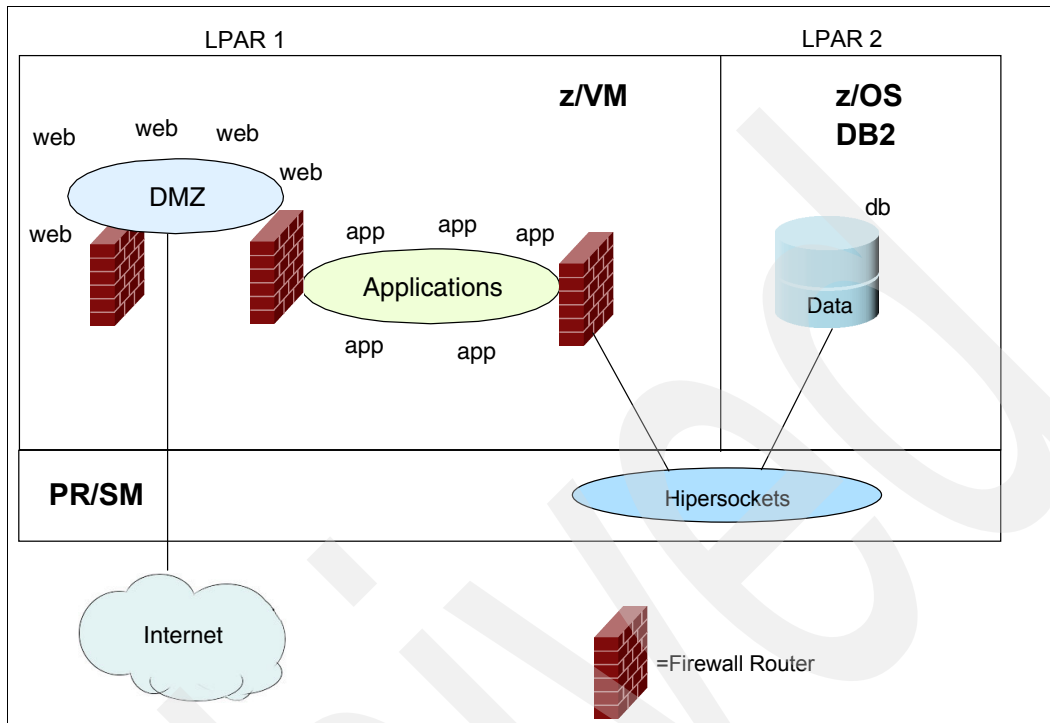 LPAR 1
LPAR 2
z/VM
z/OS
DB2
web
web
web
web
web
DMZ
app
app
app
Applications
app
app
db
Data
PR/SM
Hipersockets
Internet
=Firewall Router